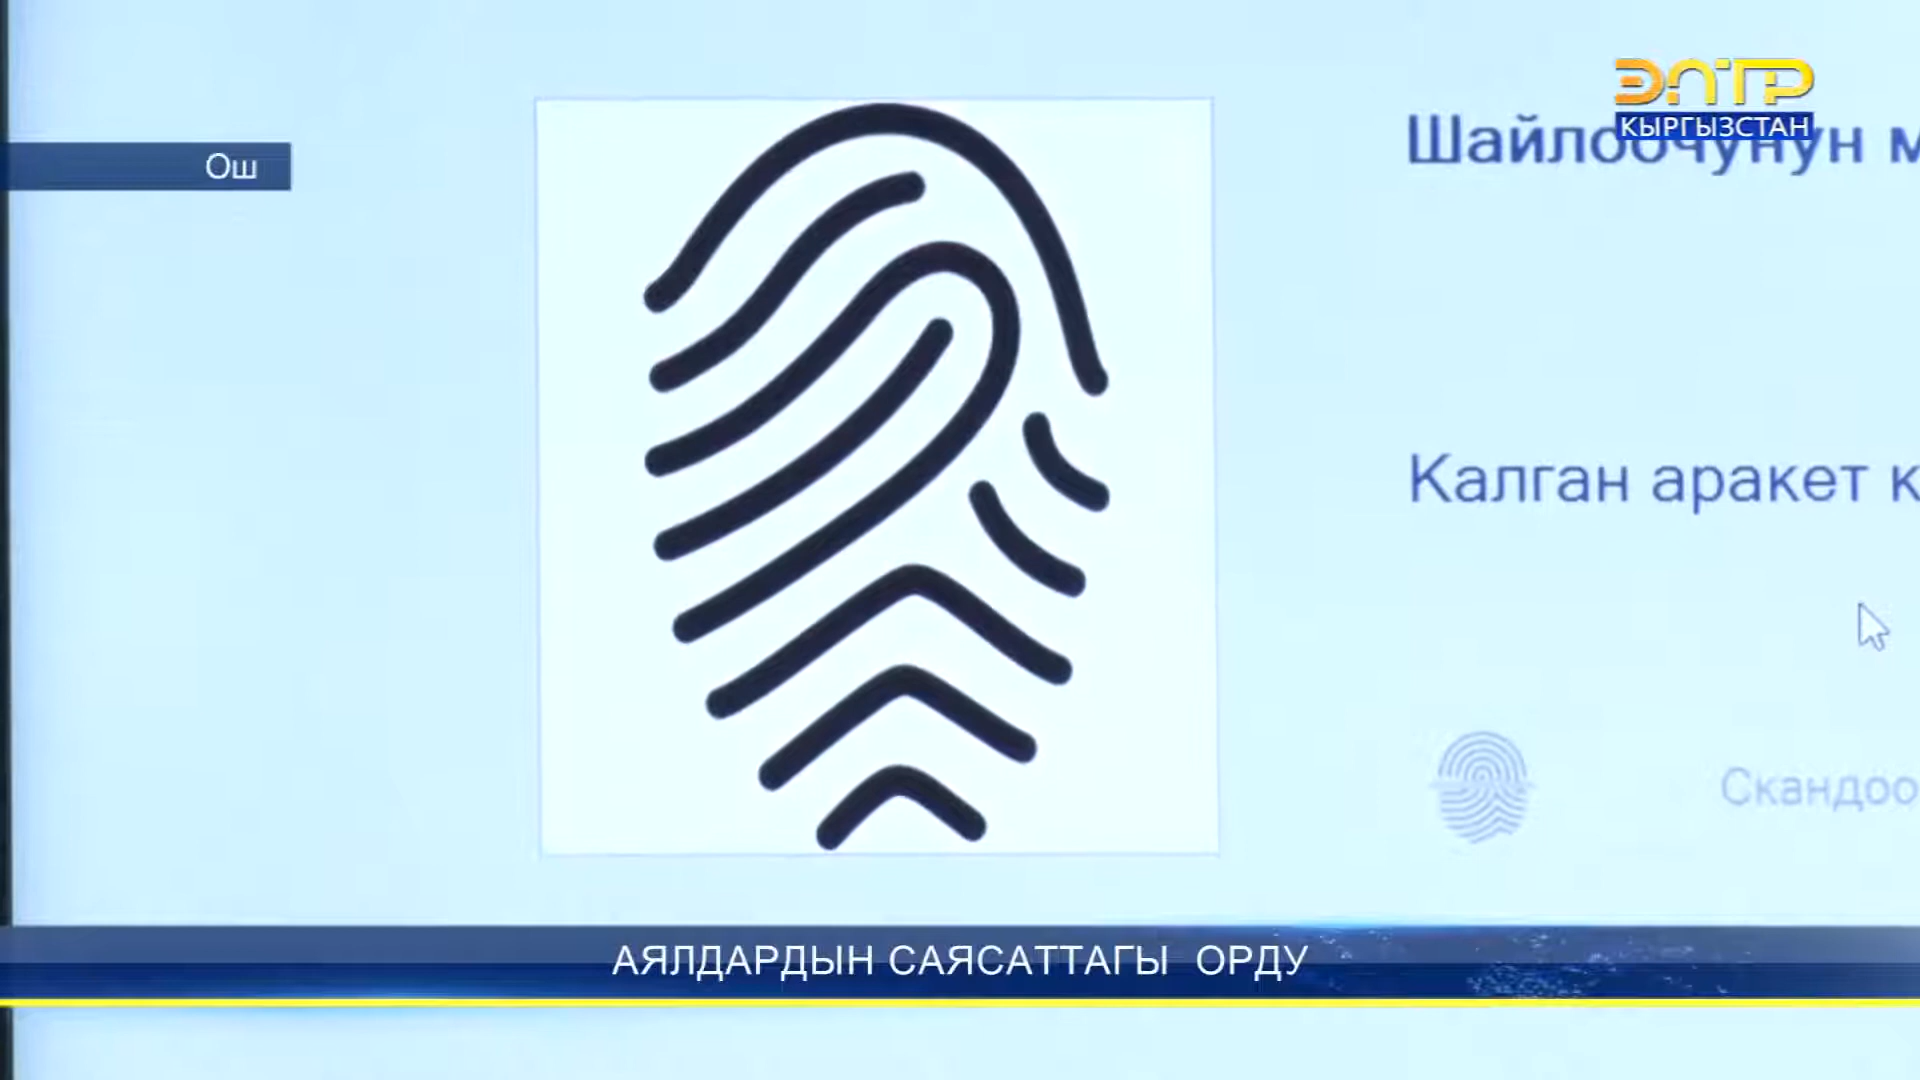 ЭЛТР
КЫРГЫЗСТАН
Ош
Шайлоочунун
Калган аракет
Скандоо
АЯЛДАРДЫН САЯСАТТАГЫ ОРДУ